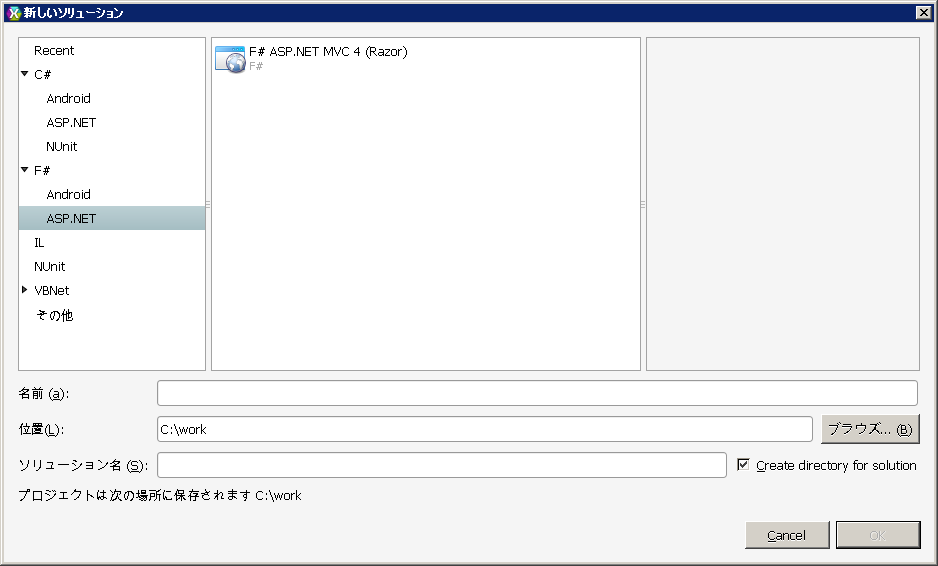 新しいソリューション
Recent
C#
Android
ASP.NET
NUnit
F#
Android
ASP.NET
IL
NUnit
VBNet
その他
F# ASP.NET MVC 4 (Razor)
F#
名前 (a):
位置(L):
C:\work
ブラウズ... (B)
ソリューション名 (S):
Create directory for solution
プロジェクトは次の場所に保存されます C:\work
Cancel
OK